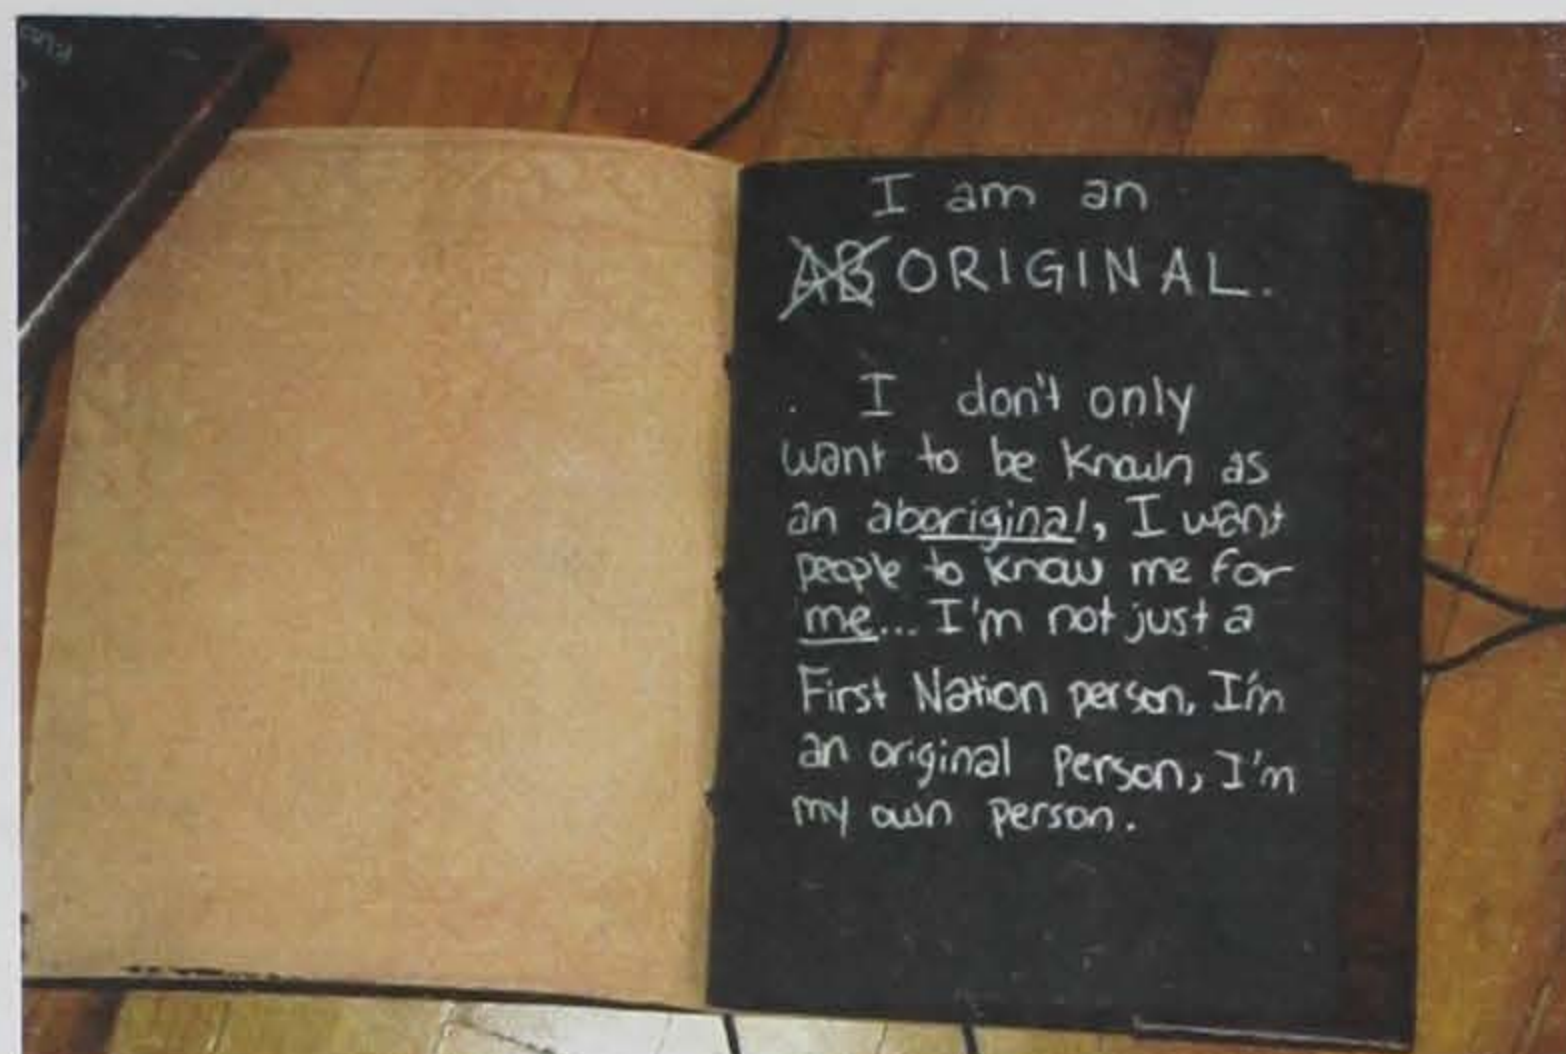 I am an
ABORIGINAL.
I don't only
want to be known as
an aboriginal, I want
people to know me for
me... I'm not just a
First Nation person, I'm
an original person, I'm
my own person.